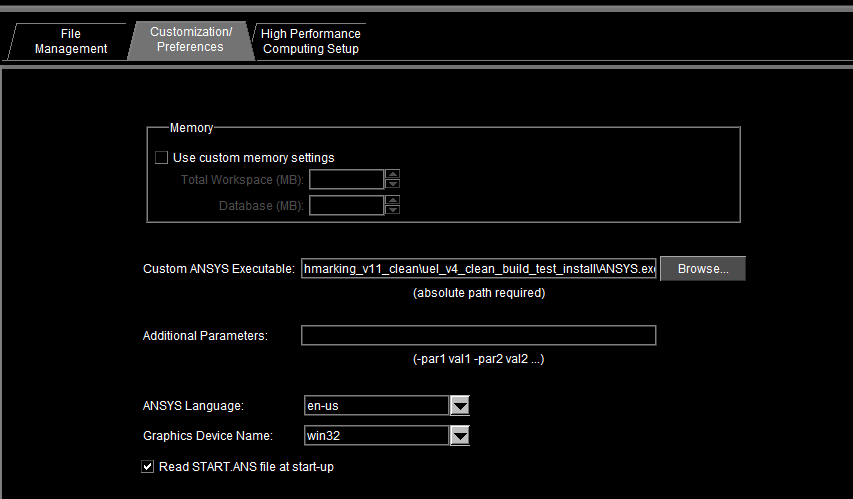 File
Management
Customization/
Preferences
High Performance
Computing Setup
Memory
Use custom memory settings
Total Workspace (MB):
Database (MB):
Custom ANSYS Executable:
hmarking_v11_clean\uel_v4_clean_build_test_install\ANSYS.exe
Browse...
(absolute path required)
Additional Parameters:
(-par1 val1 -par2 val2 ...)
ANSYS Language:
en-us
Graphics Device Name:
win32
Read START.ANS file at start-up